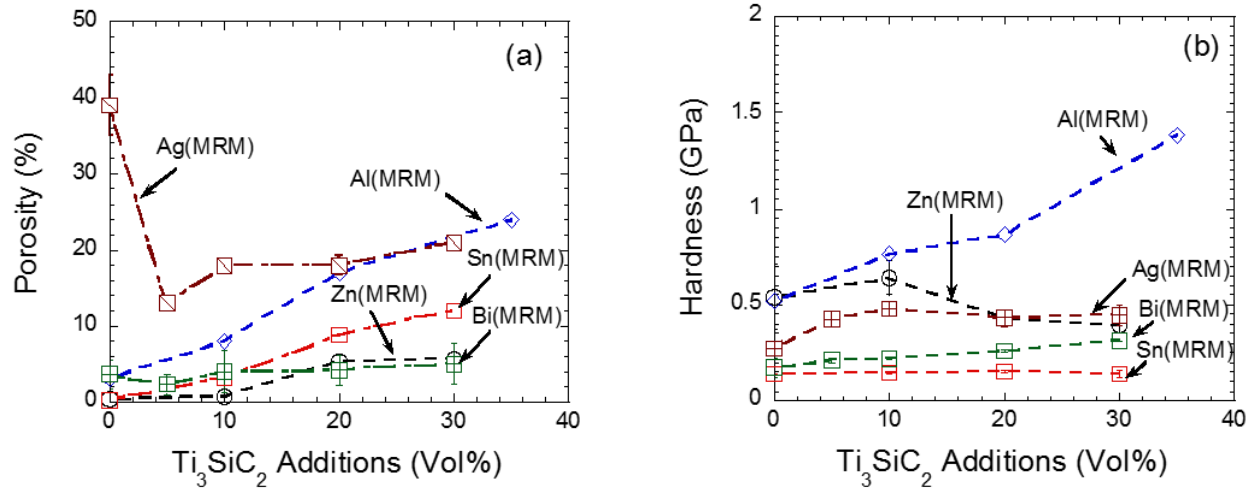 50
40
30
20
10
0
0
10
20
30
40
Porosity (%)
Ti₃SiC₂ Additions (Vol%)
(a)
Ag(MRM)
Al(MRM)
Sn(MRM)
Zn(MRM)
Bi(MRM)
2
1.5
1
0.5
0
0
10
20
30
40
Hardness (GPa)
Ti₃SiC₂ Additions (Vol%)
(b)
Al(MRM)
Zn(MRM)
Ag(MRM)
Bi(MRM)
Sn(MRM)